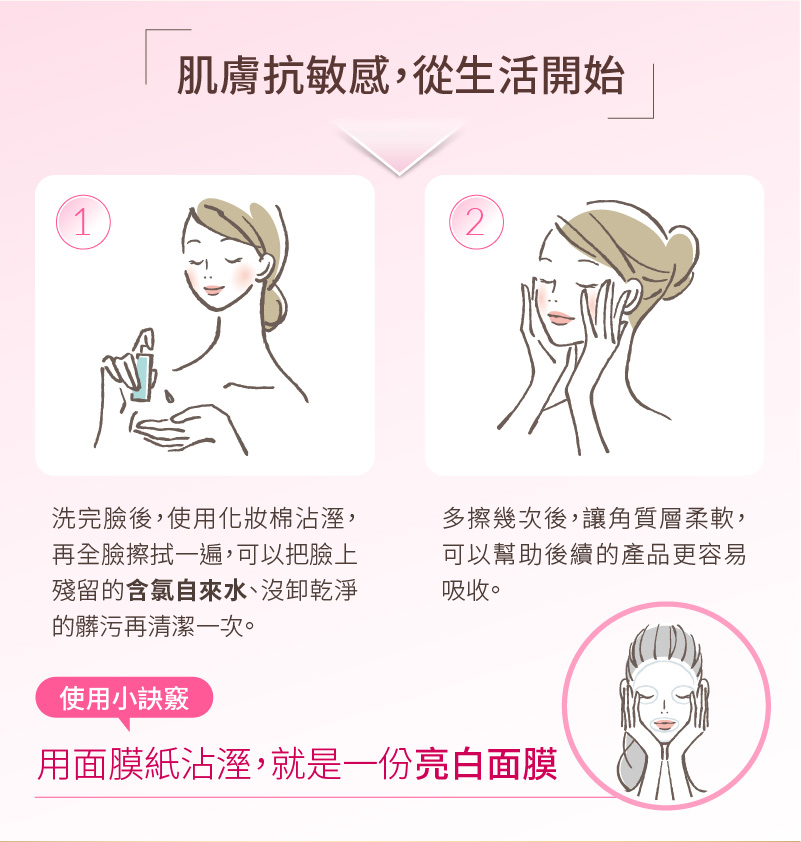 肌膚抗敏感，從生活開始
1
2
洗完臉後，使用化妝棉沾溼，
再全臉擦拭一遍，可以把臉上
殘留的含氯自來水、沒卸乾淨
的髒污再清潔一次。
多擦幾次後，讓角質層柔軟，
可以幫助後續的產品更容易
吸收。
使用小訣竅
用面膜紙沾溼，就是一份亮白面膜